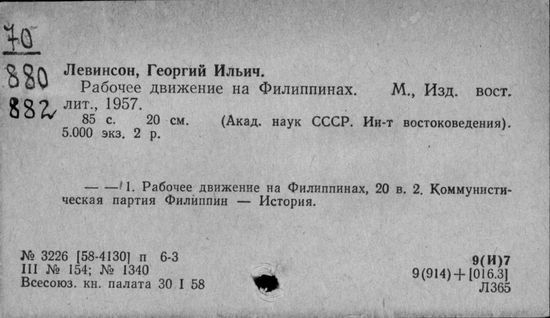 70
880
882
Левинсон, Георгий Ильич.
Рабочее движение на Филиппинах. М., Изд. вост.
лит., 1957.
85 с. 20 см. (Акад. наук СССР. Ин-т востоковедения).
5.000 экз. 2 р.
— — 1. Рабочее движение на Филиппинах, 20 в. 2. Коммунисти-
ческая партия Филиппин — История.
№ 3226 [58-4130] п 6-3
III № 154; № 1340
Всесоюз. кн. палата 30 I 58
9(И)7
9(914)+[016.3]
Л365